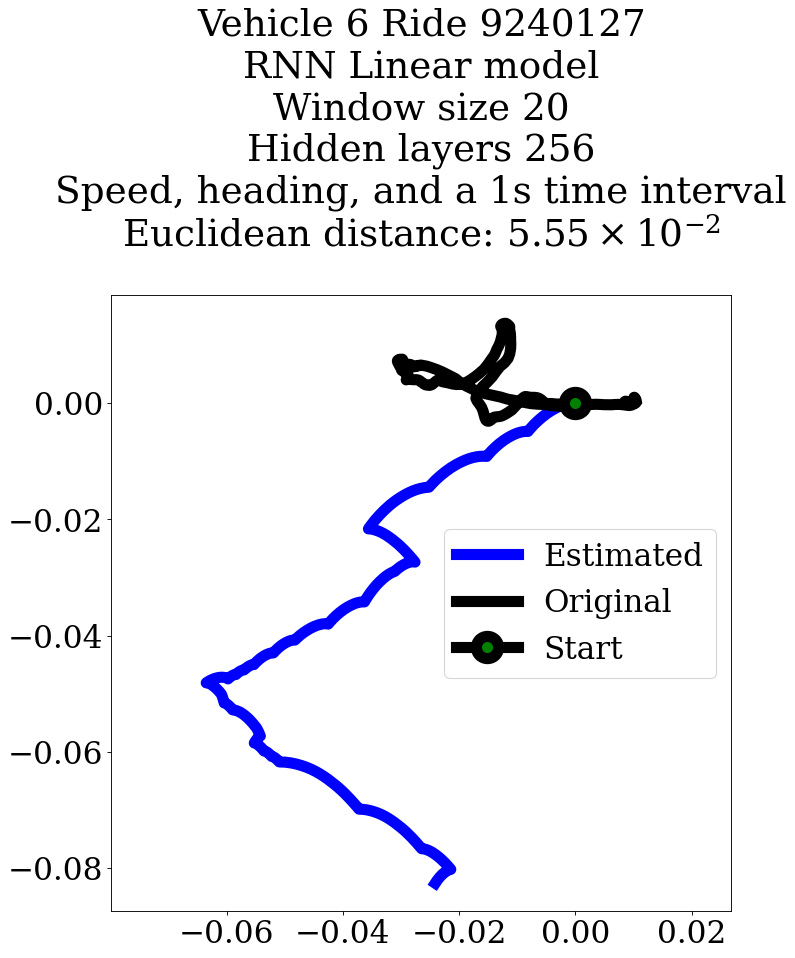 Vehicle 6 Ride 9240127
RNN Linear model
Window size 20
Hidden layers 256
Speed, heading, and a 1s time interval
Euclidean distance: 5.55 × 10⁻²
0.00
−0.02
−0.04
−0.06
−0.08
Estimated
Original
Start
−0.06 −0.04 −0.02 0.00 0.02